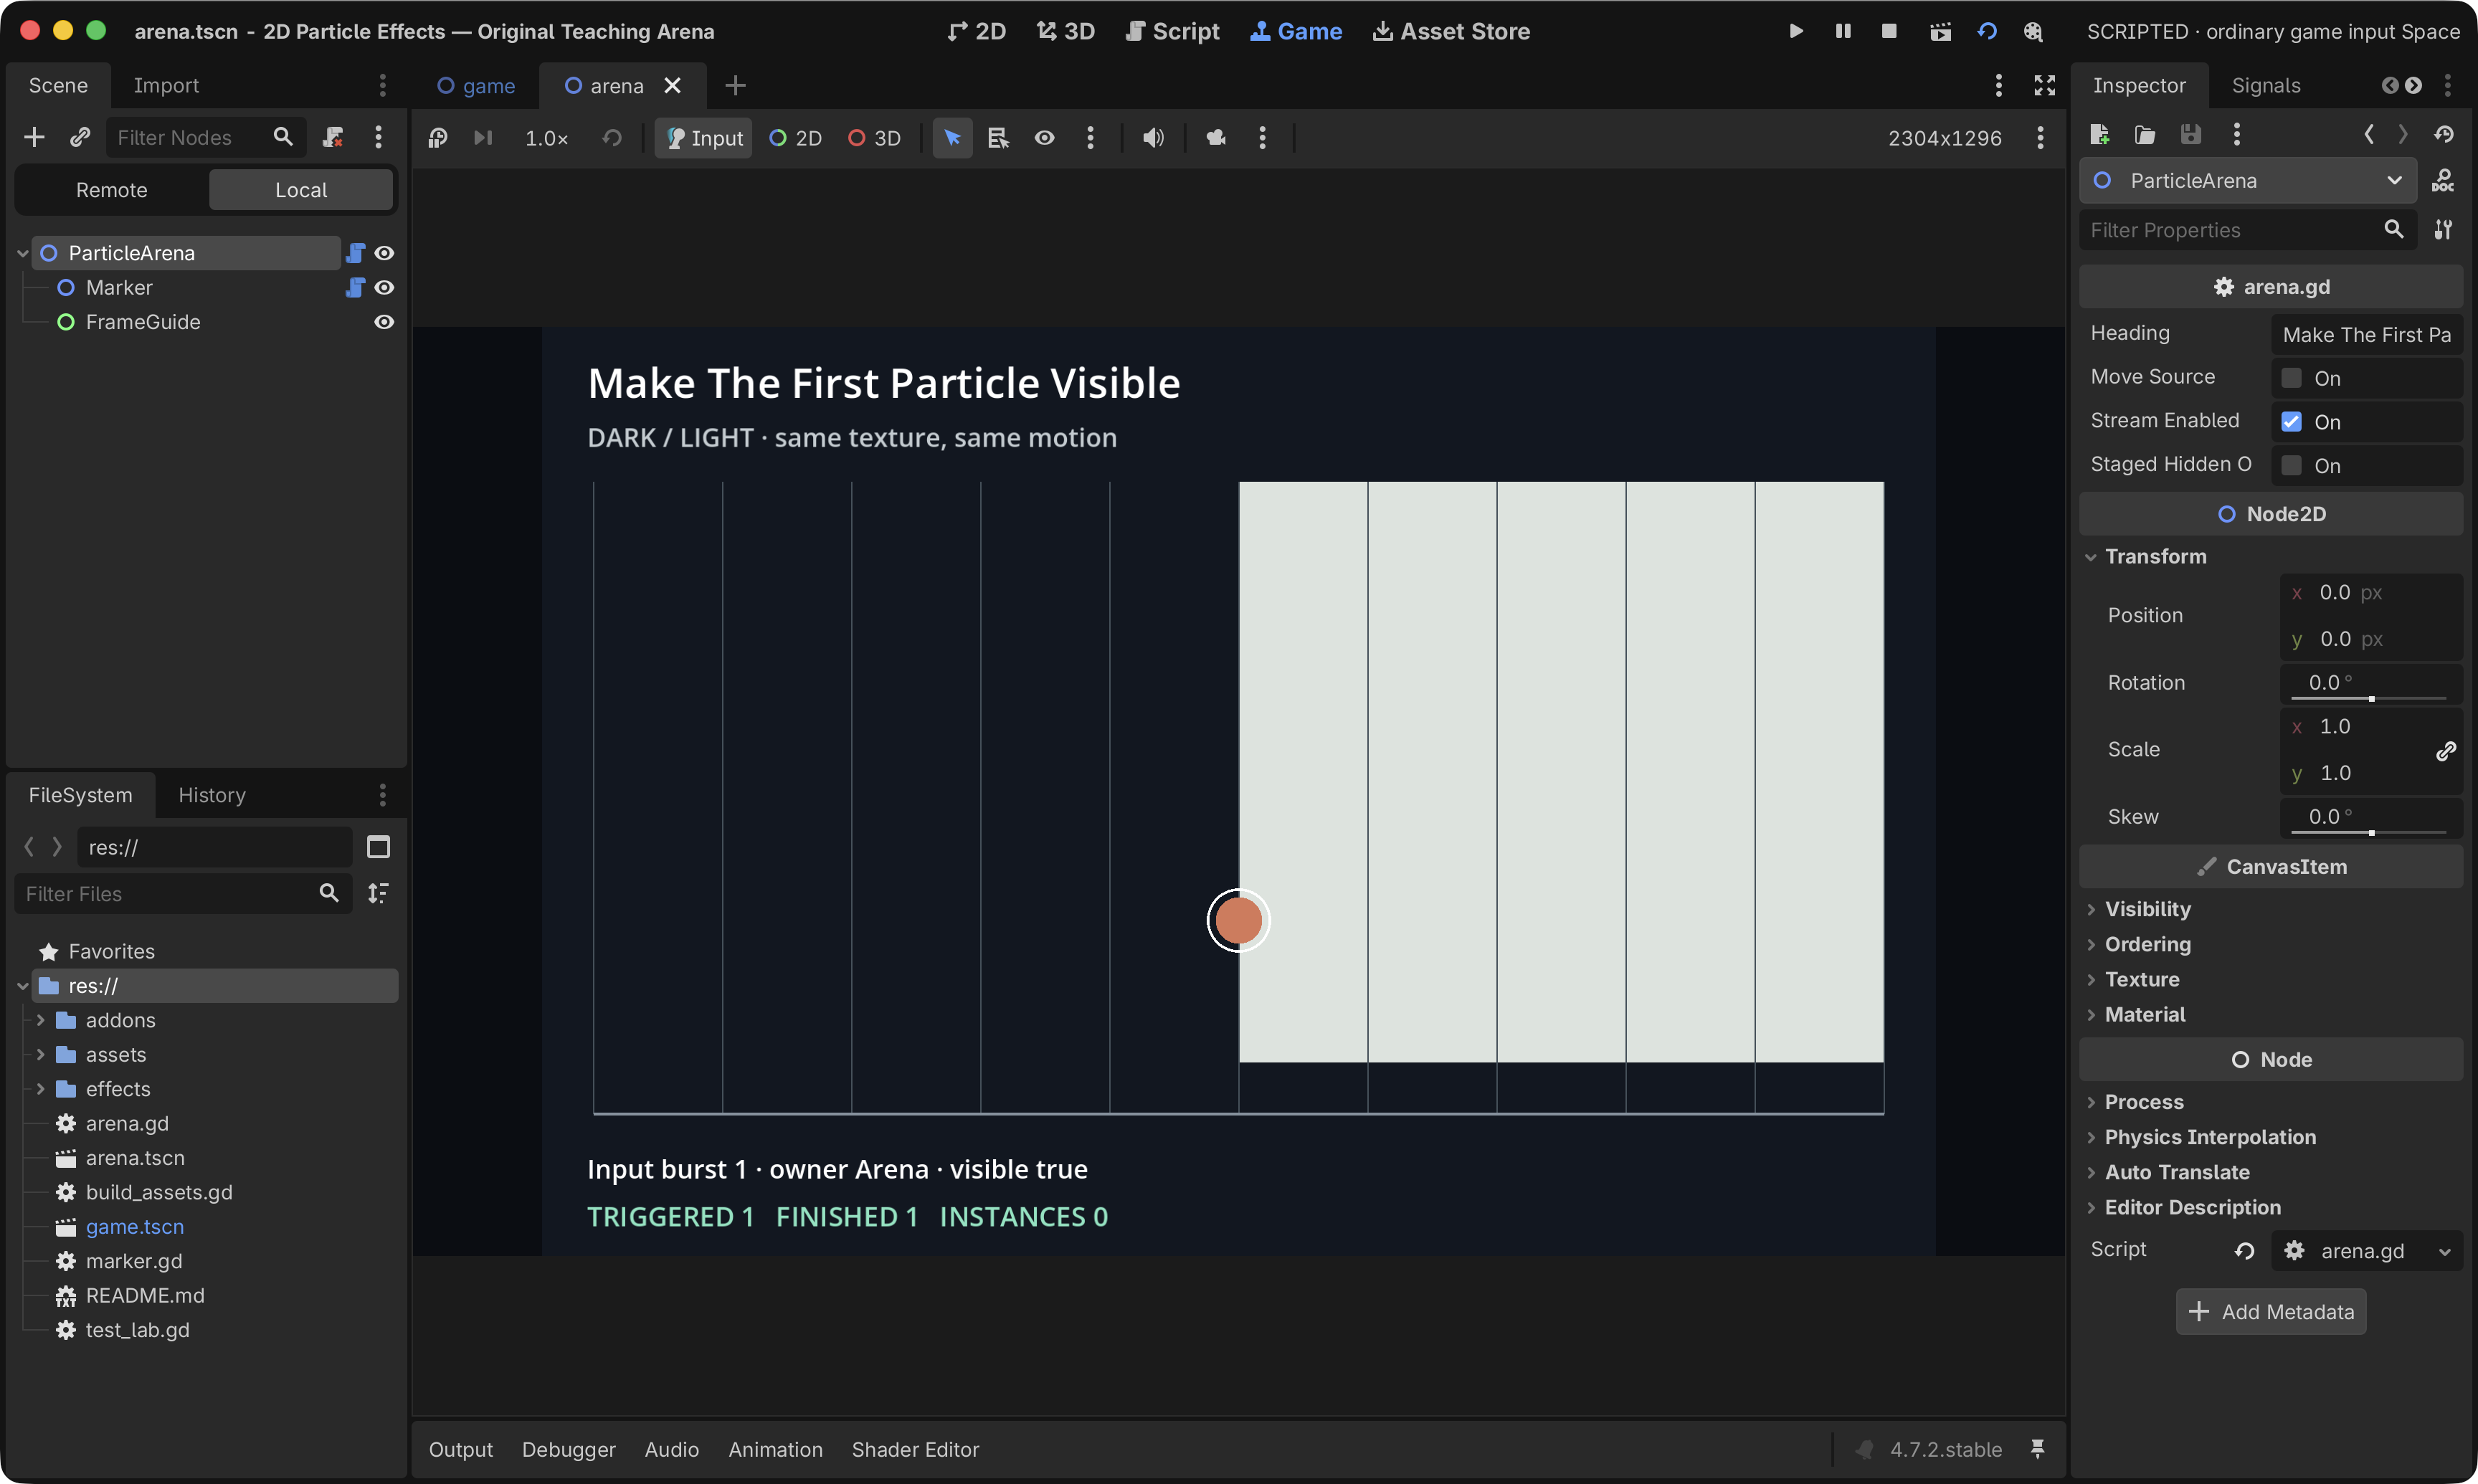 arena.tscn - 2D Particle Effects — Original Teaching Arena
2D
3D
Script
Game
Asset Store
SCRIPTED · ordinary game input Space
Scene
Import
game
arena
Inspector
Signals
Filter Nodes
1.0×
Input
2D
3D
2304x1296
Remote
Local
ParticleArena
DOC
ParticleArena
Marker
FrameGuide
Filter Properties
arena.gd
Heading
Make The First Pa
Move Source
On
Stream Enabled
On
Staged Hidden O
On
Node2D
Transform
Position
x 0.0 px
y 0.0 px
Rotation
0.0 °
Scale
x 1.0
y 1.0
Skew
0.0 °
CanvasItem
Visibility
Ordering
Texture
Material
Node
Process
Physics Interpolation
Auto Translate
Editor Description
Script
arena.gd
Add Metadata
Make The First Particle Visible
DARK / LIGHT · same texture, same motion
Input burst 1 · owner Arena · visible true
TRIGGERED 1 FINISHED 1 INSTANCES 0
FileSystem
History
res://
Filter Files
Favorites
res://
addons
assets
effects
arena.gd
arena.tscn
build_assets.gd
game.tscn
marker.gd
TXT
README.md
test_lab.gd
Output
Debugger
Audio
Animation
Shader Editor
4.7.2.stable